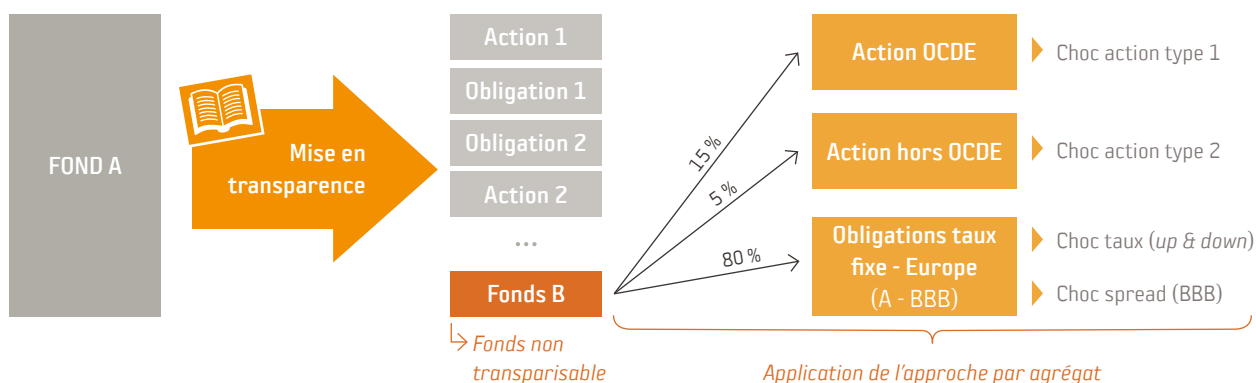 FOND A
Mise en
transparence
Action 1
Obligation 1
Obligation 2
Action 2
...
Fonds B
Fonds non
transparisable
15 %
5 %
80 %
Action OCDE
Choc action type 1
Action hors OCDE
Choc action type 2
Obligations taux
fixe - Europe
(A - BBB)
Choc taux (up & down)
Choc spread (BBB)
Application de l'approche par agrégat